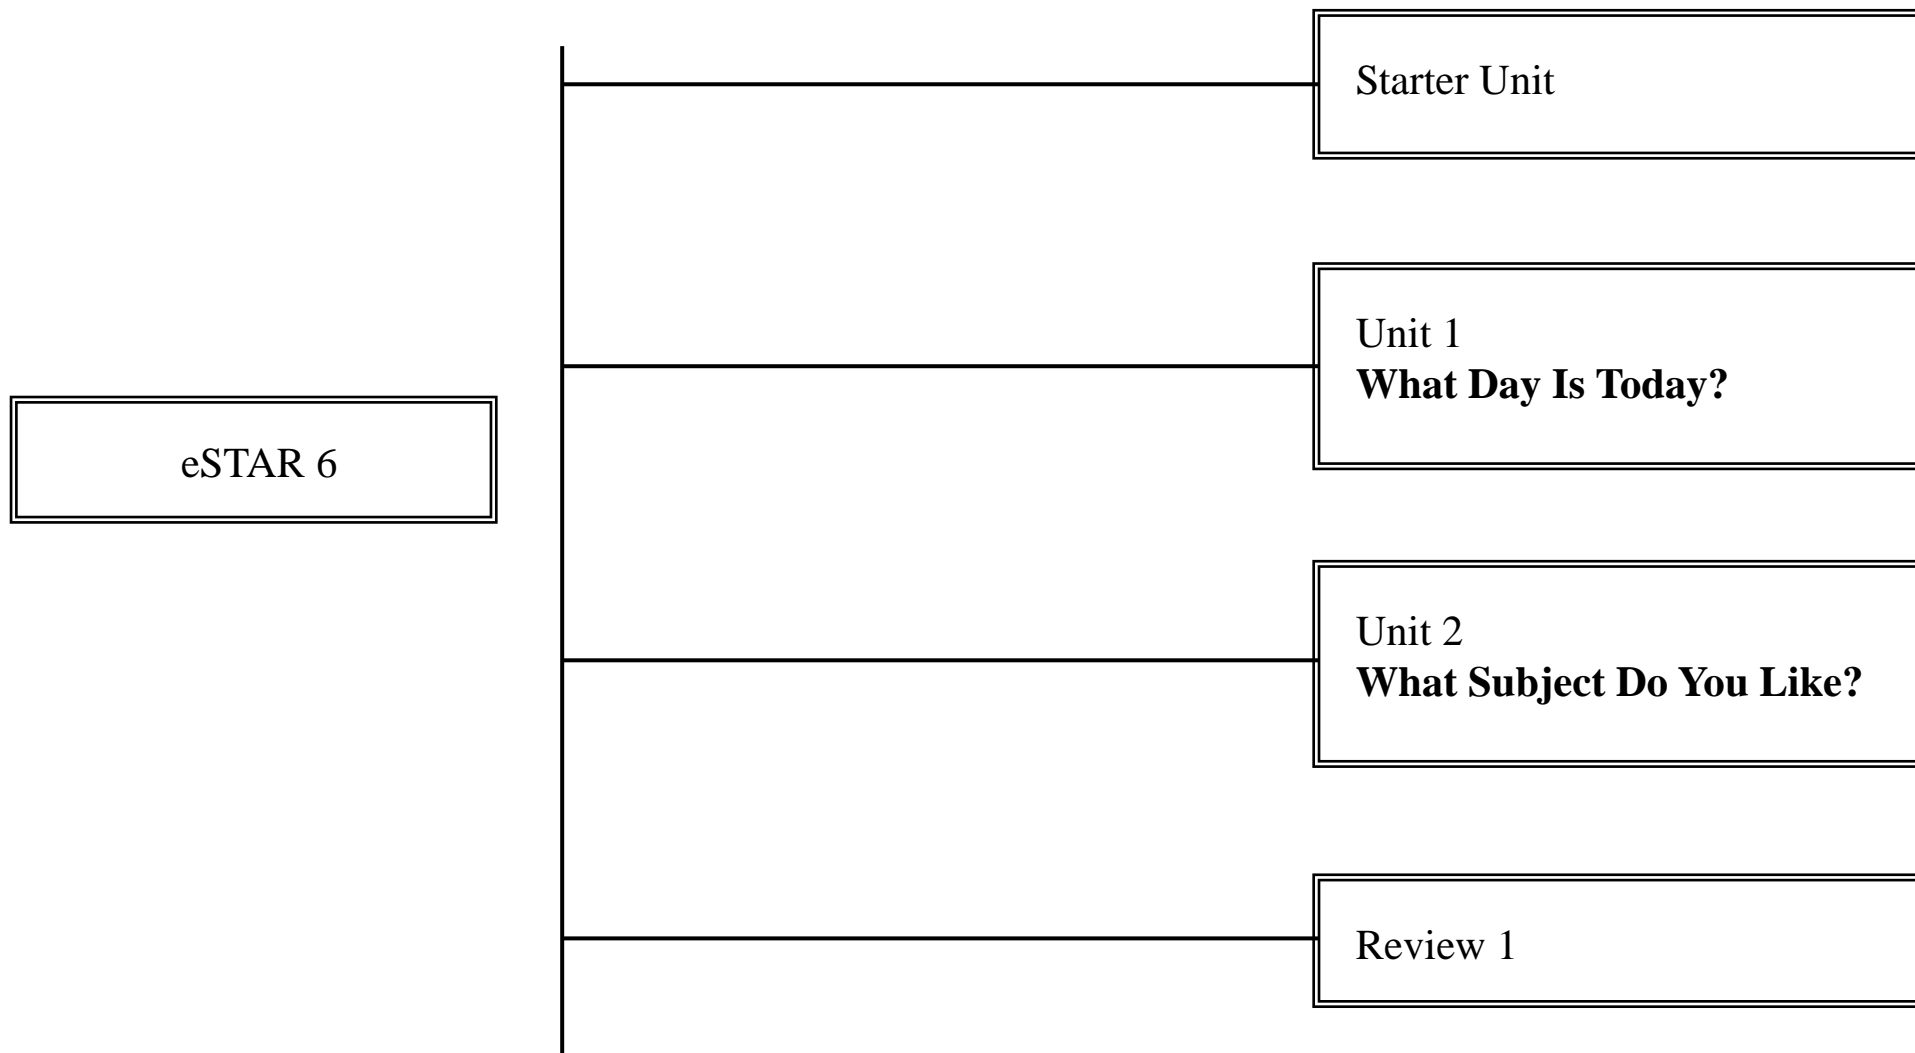 Starter Unit
Unit 1
What Day Is Today?
eSTAR 6
Unit 2
What Subject Do You Like?
Review 1